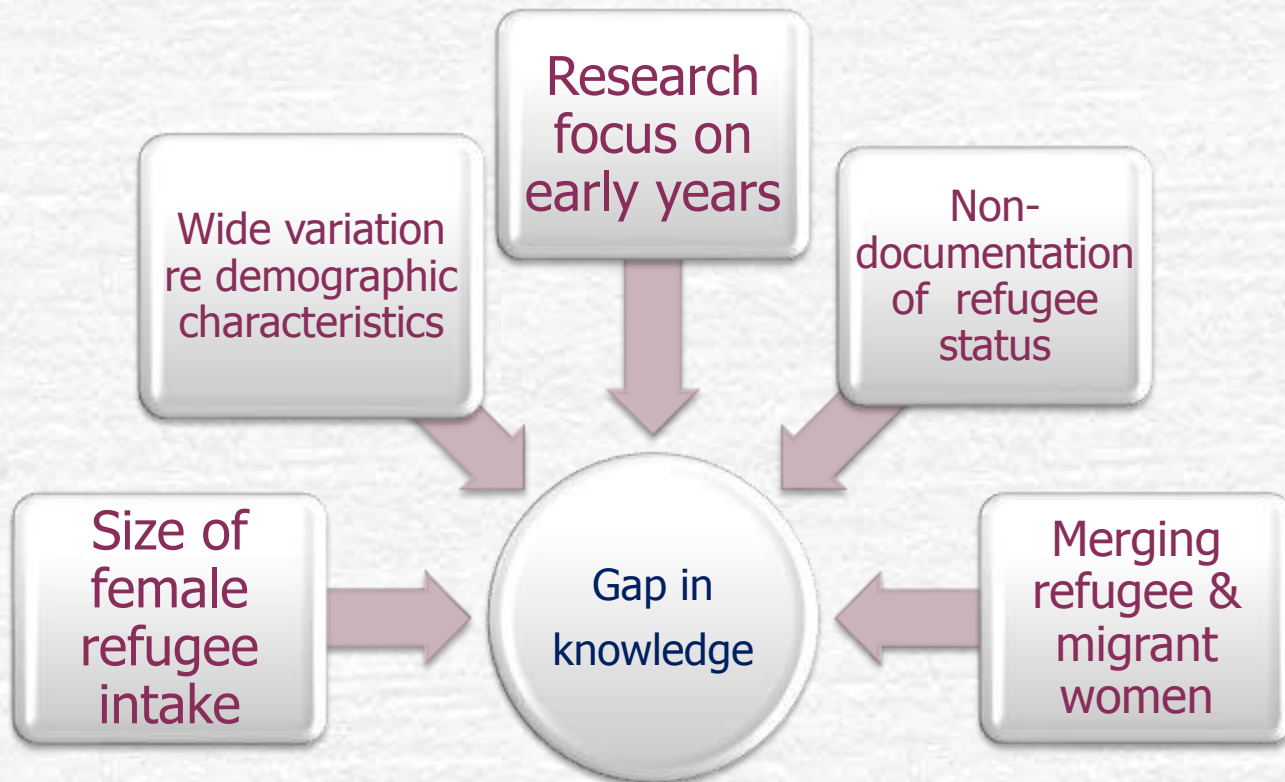 Research
focus on
early years
Wide variation
re demographic
characteristics
Non-
documentation
of refugee
status
Size of
female
refugee
intake
Gap in
knowledge
Merging
refugee &
migrant
women